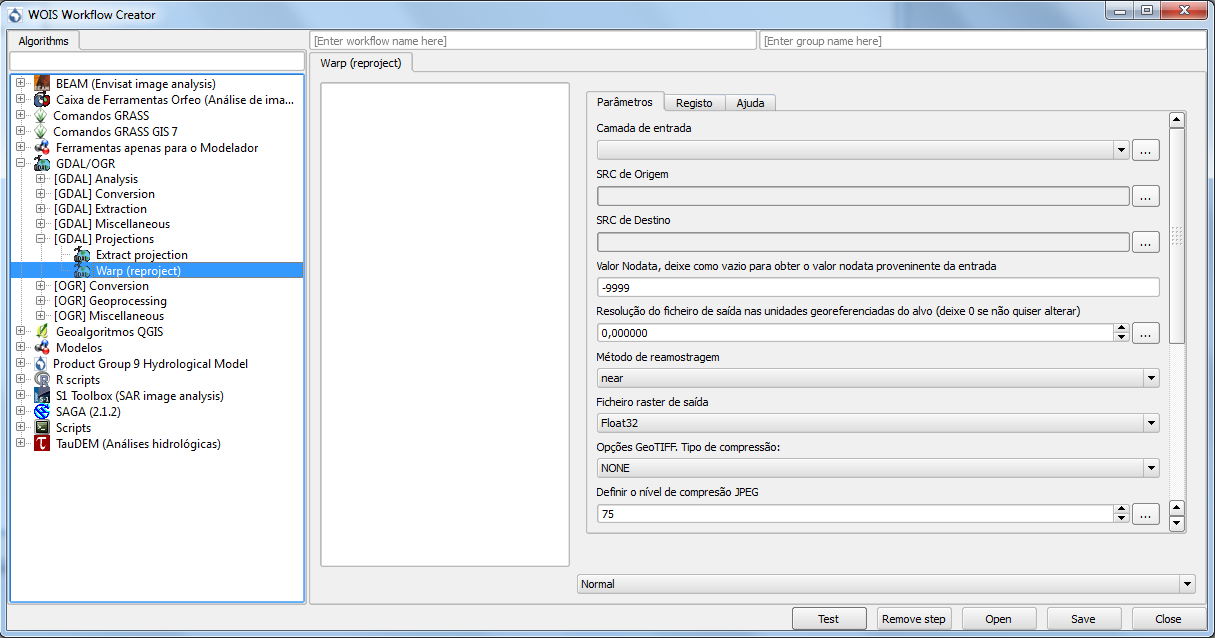 WOIS Workflow Creator
Algorithms
[Enter workflow name here]
[Enter group name here]
BEAM (Envisat image analysis)
Caixa de Ferramentas Orfeo (Análise de ima...
Comandos GRASS
Comandos GRASS GIS 7
Ferramentas apenas para o Modelador
GDAL/OGR
[GDAL] Analysis
[GDAL] Conversion
[GDAL] Extraction
[GDAL] Miscellaneous
[GDAL] Projections
Extract projection
Warp (reproject)
[OGR] Conversion
[OGR] Geoprocessing
[OGR] Miscellaneous
Geoalgoritmos QGIS
Modelos
Product Group 9 Hydrological Model
R scripts
S1 Toolbox (SAR image analysis)
SAGA (2.1.2)
Scripts
TauDEM (Análises hidrológicas)
Warp (reproject)
Parâmetros
Registo
Ajuda
Camada de entrada
...
SRC de Origem
...
SRC de Destino
...
Valor Nodata, deixe como vazio para obter o valor nodata proveninente da entrada
-9999
Resolução do ficheiro de saída nas unidades georeferenciadas do alvo (deixe 0 se não quiser alterar)
0,000000
...
Método de reamostragem
near
Ficheiro raster de saída
Float32
Opções GeoTIFF. Tipo de compressão:
NONE
Definir o nível de compresão JPEG
75
...
Normal
Test
Remove step
Open
Save
Close